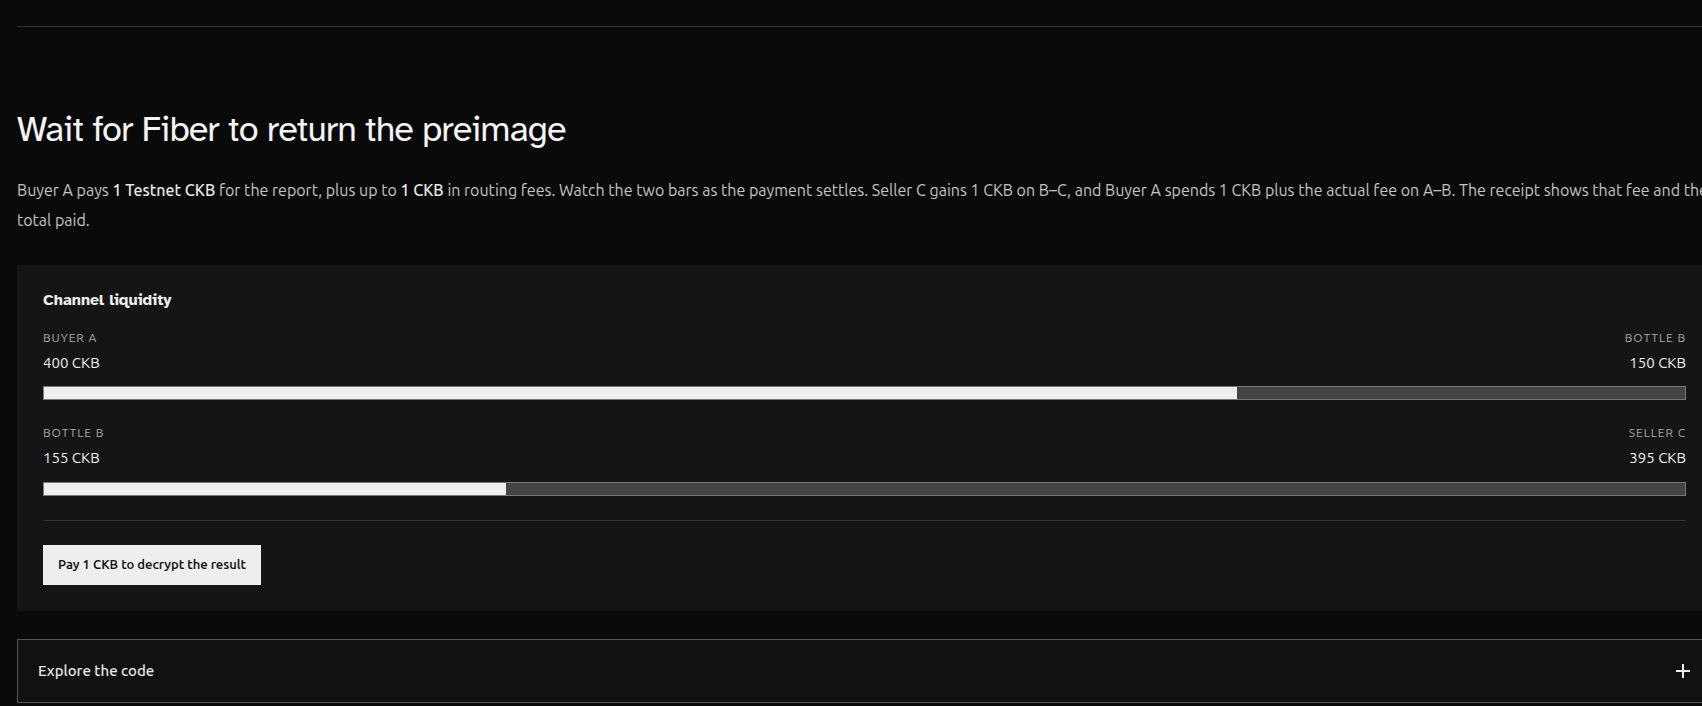 Wait for Fiber to return the preimage
Buyer A pays 1 Testnet CKB for the report, plus up to 1 CKB in routing fees. Watch the two bars as the payment settles. Seller C gains 1 CKB on B–C, and Buyer A spends 1 CKB plus the actual fee on A–B. The receipt shows that fee and the
total paid.
Channel liquidity
BUYER A BOTTLE B
400 CKB 150 CKB
BOTTLE B SELLER C
155 CKB 395 CKB
Pay 1 CKB to decrypt the result
Explore the code +